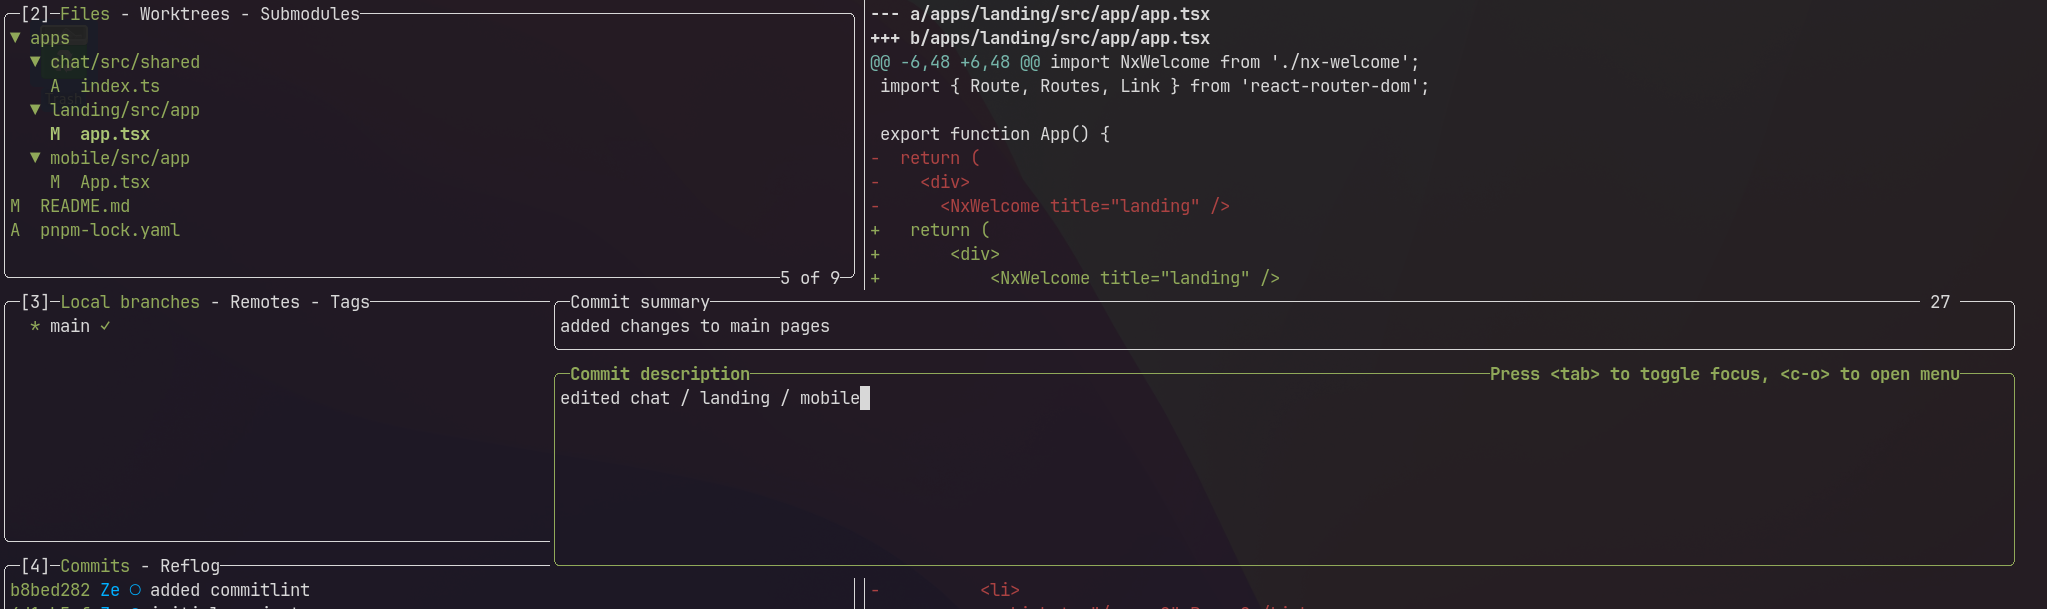 [2]-Files - Worktrees - Submodules
▼ apps
▼ chat/src/shared
A index.ts
▼ landing/src/app
M app.tsx
▼ mobile/src/app
M App.tsx
M README.md
A pnpm-lock.yaml
5 of 9
--- a/apps/landing/src/app/app.tsx
+++ b/apps/landing/src/app/app.tsx
@@ -6,48 +6,48 @@ import NxWelcome from './nx-welcome';
import { Route, Routes, Link } from 'react-router-dom';
export function App() {
- return (
- <div>
- <NxWelcome title="landing" />
+ return (
+ <div>
+ <NxWelcome title="landing" />
[3]-Local branches - Remotes - Tags
* main ✓
Commit summary 27
added changes to main pages
Commit description Press <tab> to toggle focus, <c-o> to open menu
edited chat / landing / mobile
[4]-Commits - Reflog
b8bed282 Ze ○ added commitlint
- <li>